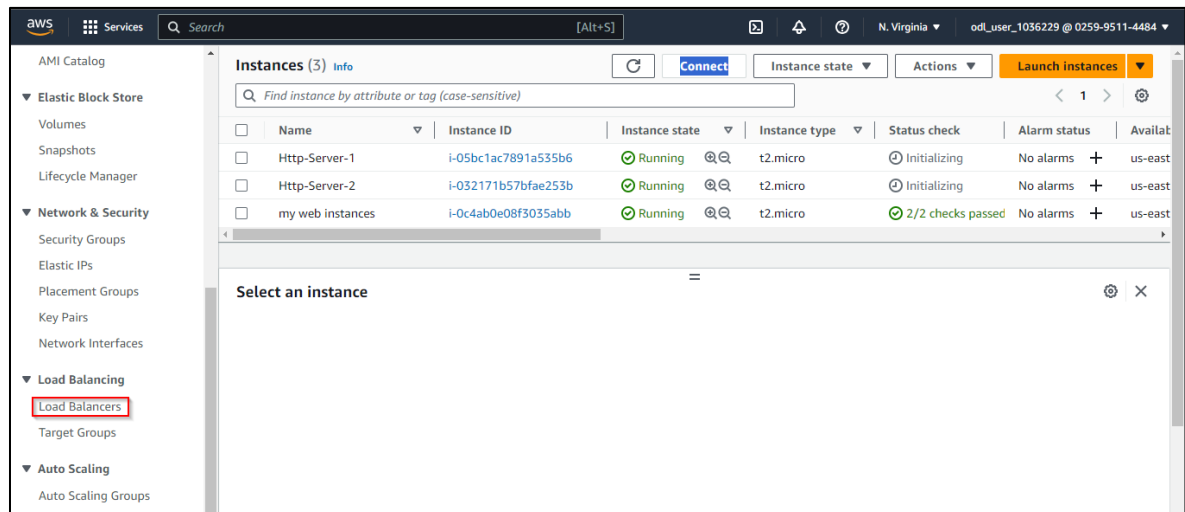 aws Services Search [Alt+S] N. Virginia odl_user_1036229 @ 0259-9511-4484
AMI Catalog
Elastic Block Store
Volumes
Snapshots
Lifecycle Manager
Network & Security
Security Groups
Elastic IPs
Placement Groups
Key Pairs
Network Interfaces
Load Balancing
Load Balancers
Target Groups
Auto Scaling
Auto Scaling Groups
Instances (3) Info Connect Instance state Actions Launch instances
Find instance by attribute or tag (case-sensitive) 1
Name Instance ID Instance state Instance type Status check Alarm status Availab
Http-Server-1 i-05bc1ac7891a535b6 Running t2.micro Initializing No alarms + us-east
Http-Server-2 i-032171b57bfae253b Running t2.micro Initializing No alarms + us-east
my web instances i-0c4ab0e08f3035abb Running t2.micro 2/2 checks passed No alarms + us-east
Select an instance